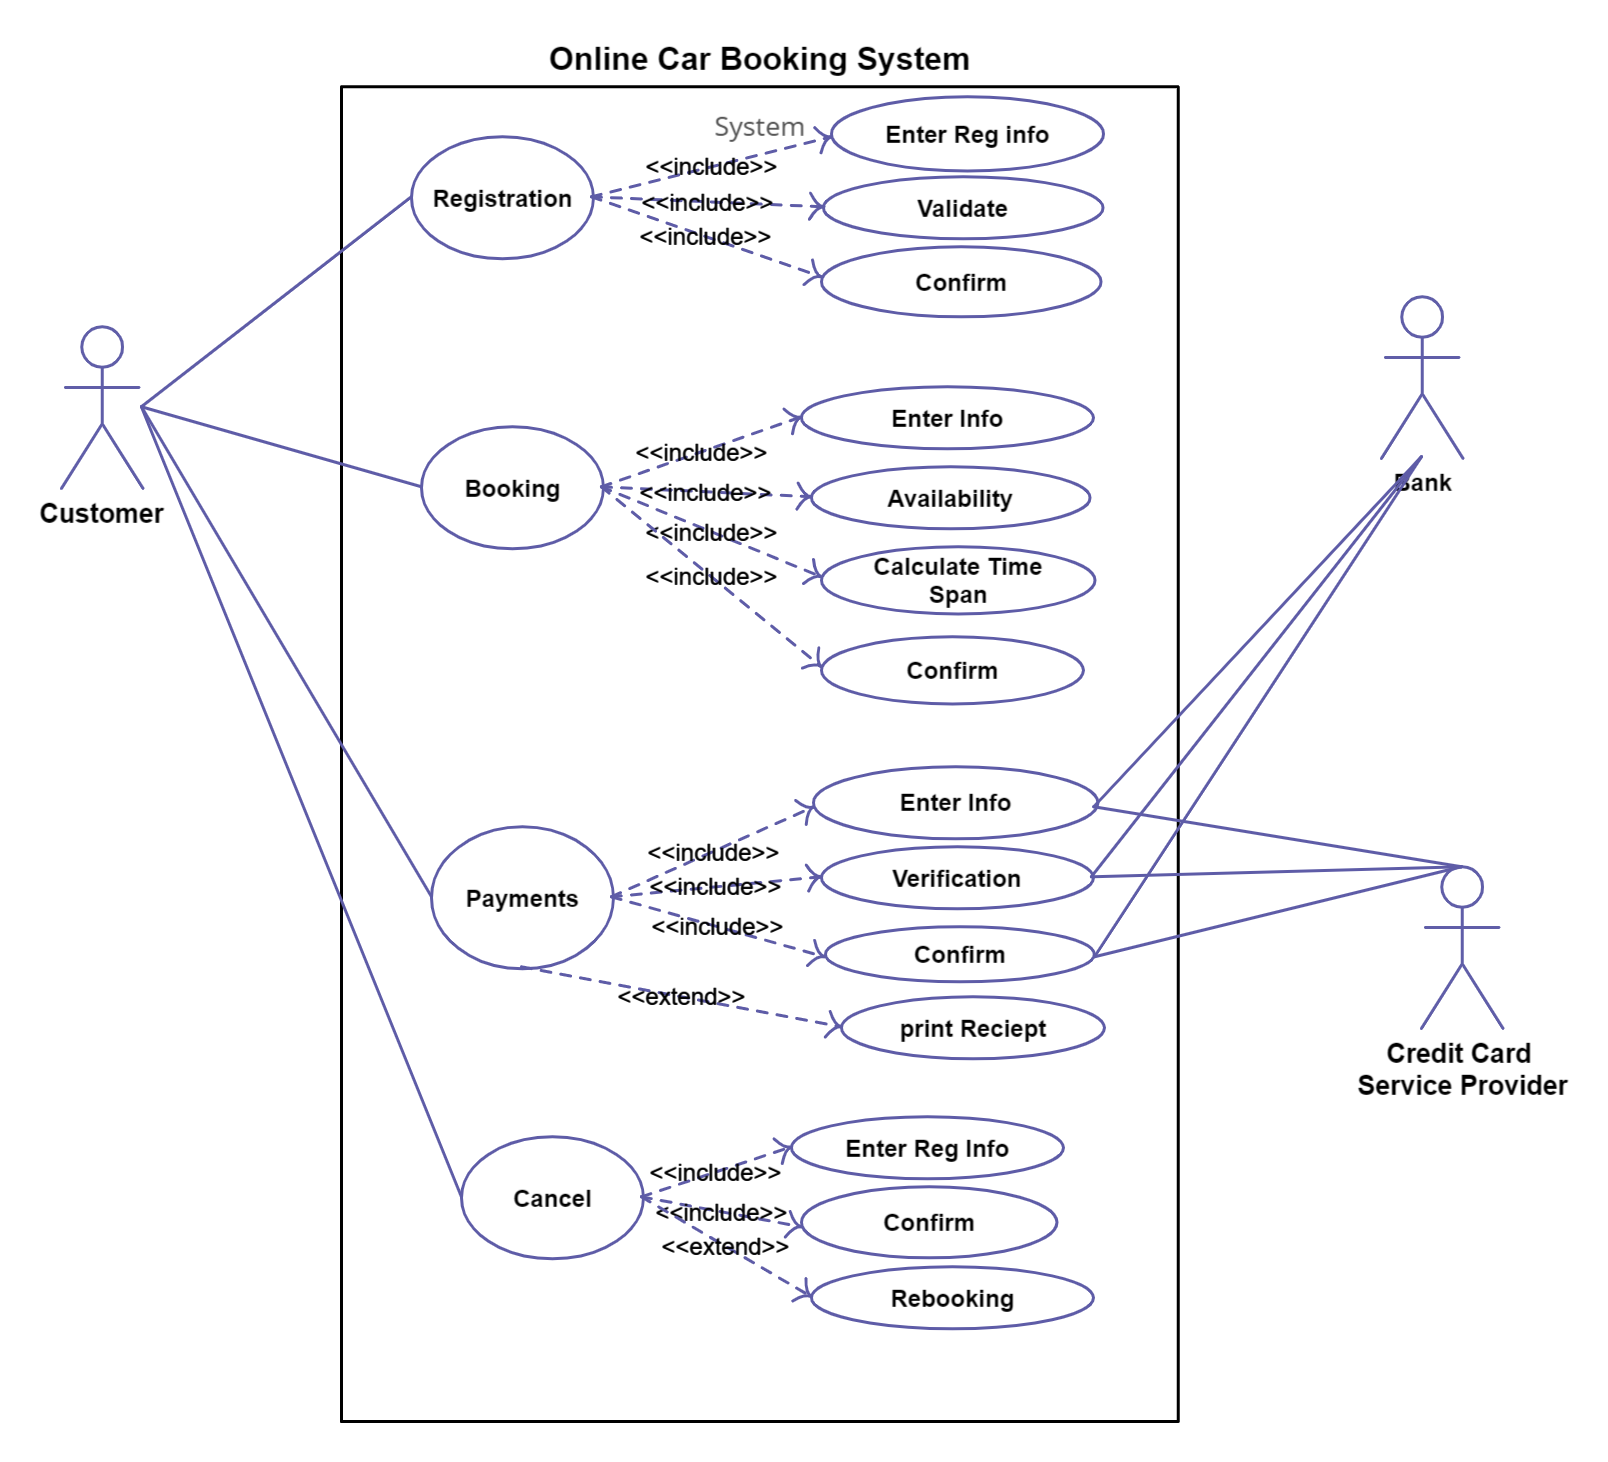 Online Car Booking System
System
Enter Reg info
<<include>>
Registration
<<include>>
Validate
<<include>>
Confirm
Customer
Bank
Enter Info
<<include>>
Booking
<<include>>
Availability
<<include>>
Calculate Time
Span
<<include>>
Confirm
Enter Info
<<include>>
Payments
<<include>>
Verification
<<include>>
Confirm
<<extend>>
print Reciept
Credit Card
Service Provider
Enter Reg Info
<<include>>
Cancel
<<include>>
Confirm
<<extend>>
Rebooking